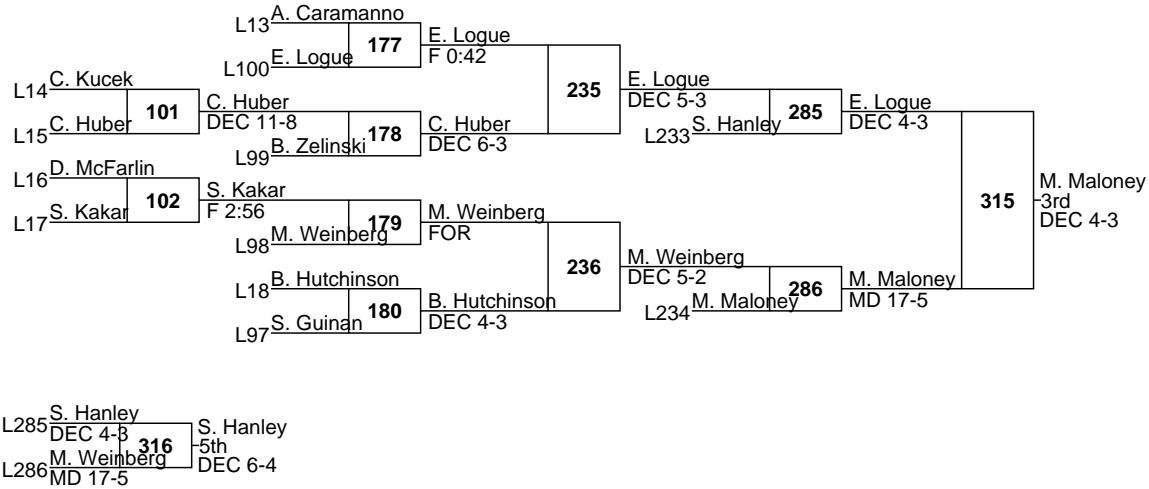 L13 A. Caramanno
177
L100 E. Logue
E. Logue
F 0:42
L14 C. Kucek
101
L15 C. Huber
C. Huber
DEC 11-8
178
L99 B. Zelinski
C. Huber
DEC 6-3
235
E. Logue
DEC 5-3
285
L233 S. Hanley
E. Logue
DEC 4-3
L16 D. McFarlin
102
L17 S. Kakar
S. Kakar
F 2:56
179
L98 M. Weinberg
M. Weinberg
FOR
L18 B. Hutchinson
180
L97 S. Guinan
B. Hutchinson
DEC 4-3
236
M. Weinberg
DEC 5-2
286
L234 M. Maloney
M. Maloney
MD 17-5
315
M. Maloney
3rd
DEC 4-3
L285 S. Hanley
DEC 4-3
316
L286 M. Weinberg
MD 17-5
S. Hanley
5th
DEC 6-4